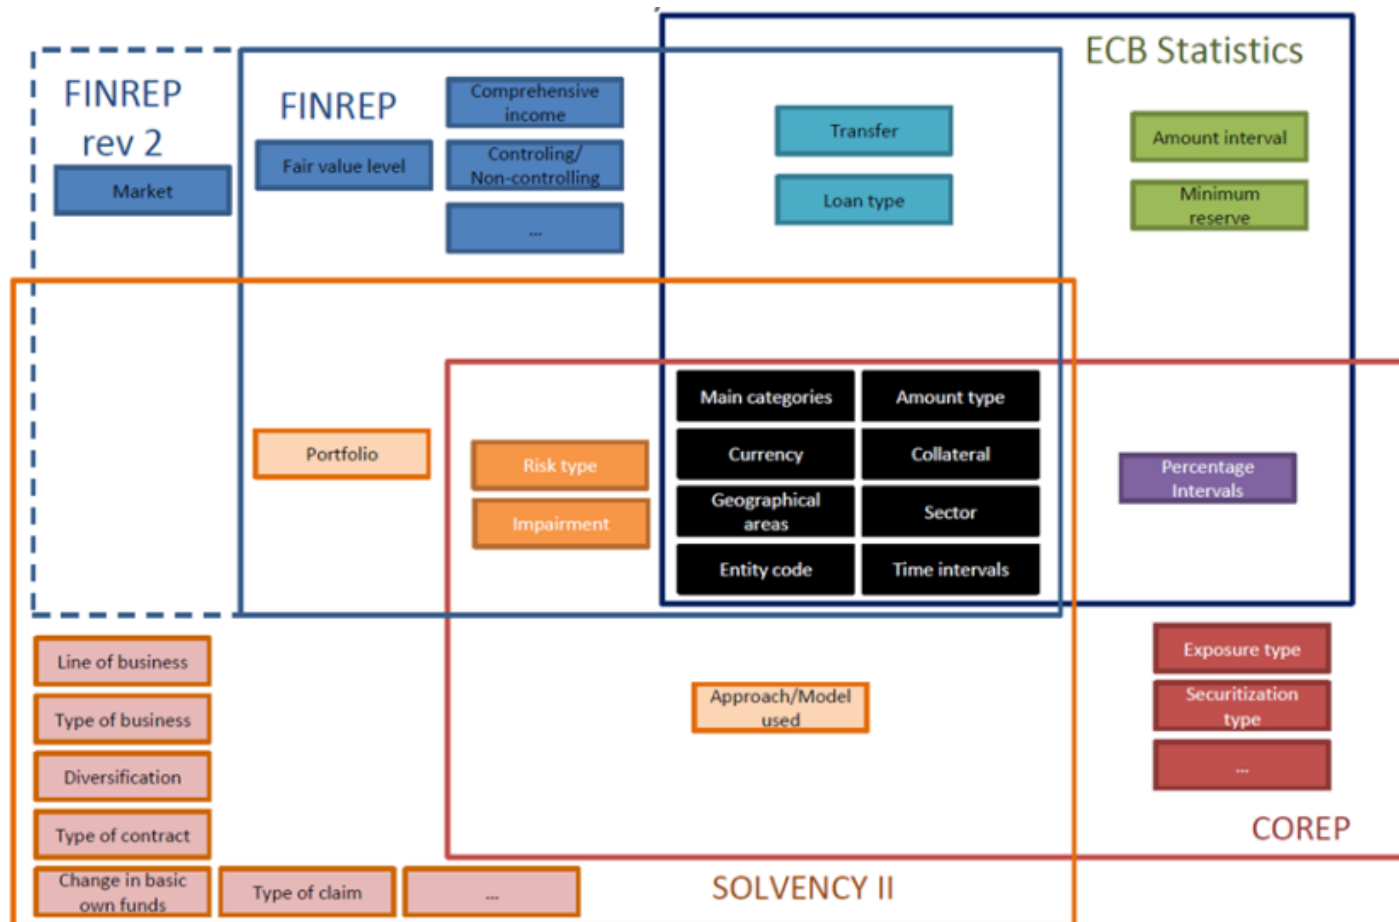 ECB Statistics
FINREP
rev 2
FINREP
Comprehensive
income
Transfer
Amount interval
Fair value level
Controling/
Non-controlling
Market
Loan type
Minimum
reserve
...
Main categories
Amount type
Portfolio
Risk type
Currency
Collateral
Percentage
Intervals
Impairment
Geographical
areas
Sector
Entity code
Time intervals
Line of business
Exposure type
Type of business
Approach/Model
used
Securitization
type
Diversification
...
Type of contract
COREP
Change in basic
own funds
Type of claim
...
SOLVENCY II